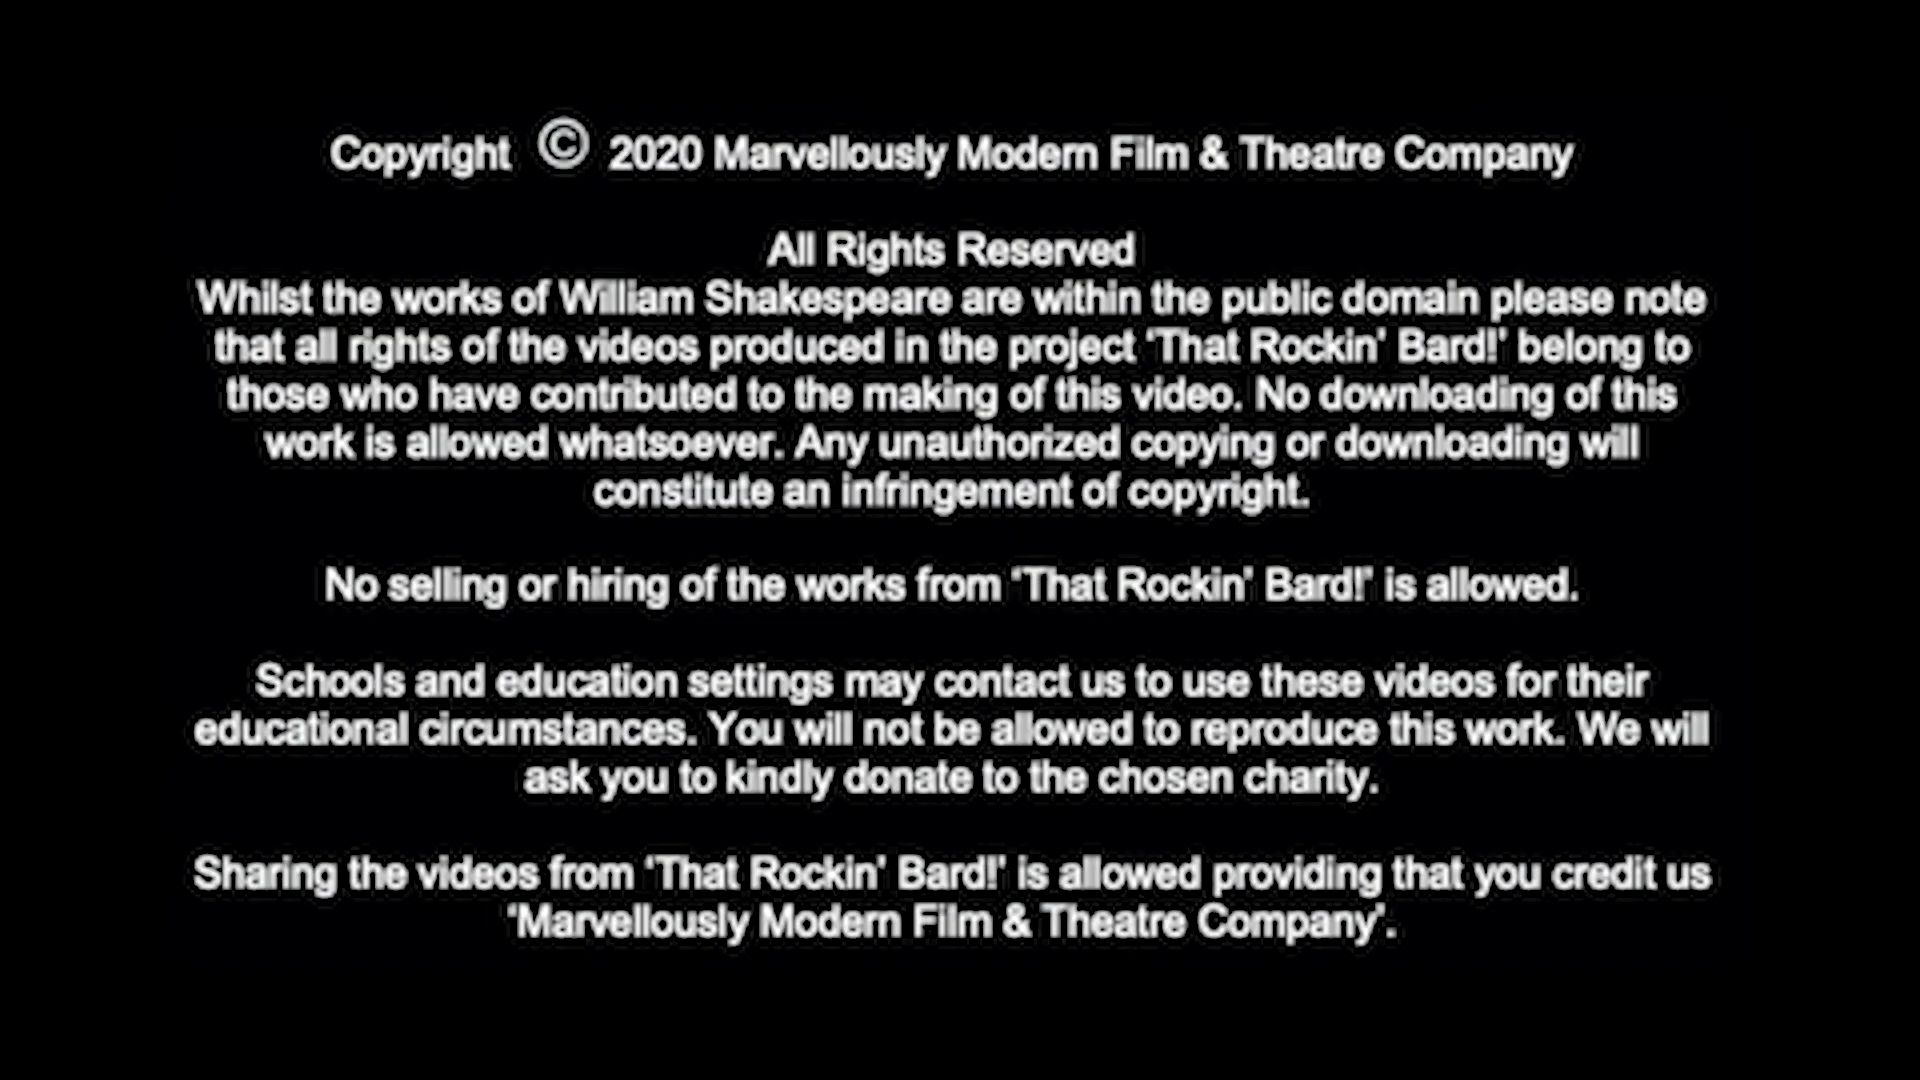 Copyright © 2020 Marvellously Modern Film & Theatre Company
All Rights Reserved
Whilst the works of William Shakespeare are within the public domain please note
that all rights of the videos produced in the project ‘That Rockin’ Bard!’ belong to
those who have contributed to the making of this video. No downloading of this
work is allowed whatsoever. Any unauthorized copying or downloading will
constitute an infringement of copyright.
No selling or hiring of the works from ‘That Rockin’ Bard!’ is allowed.
Schools and education settings may contact us to use these videos for their
educational circumstances. You will not be allowed to reproduce this work. We will
ask you to kindly donate to the chosen charity.
Sharing the videos from ‘That Rockin’ Bard!’ is allowed providing that you credit us
‘Marvellously Modern Film & Theatre Company’.